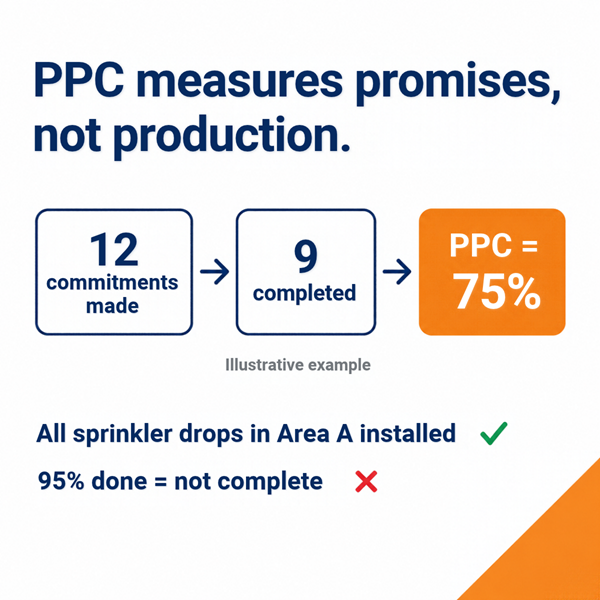 PPC measures promises,
not production.
12
commitments
made
9
completed
PPC =
75%
Illustrative example
All sprinkler drops in Area A installed
95% done = not complete